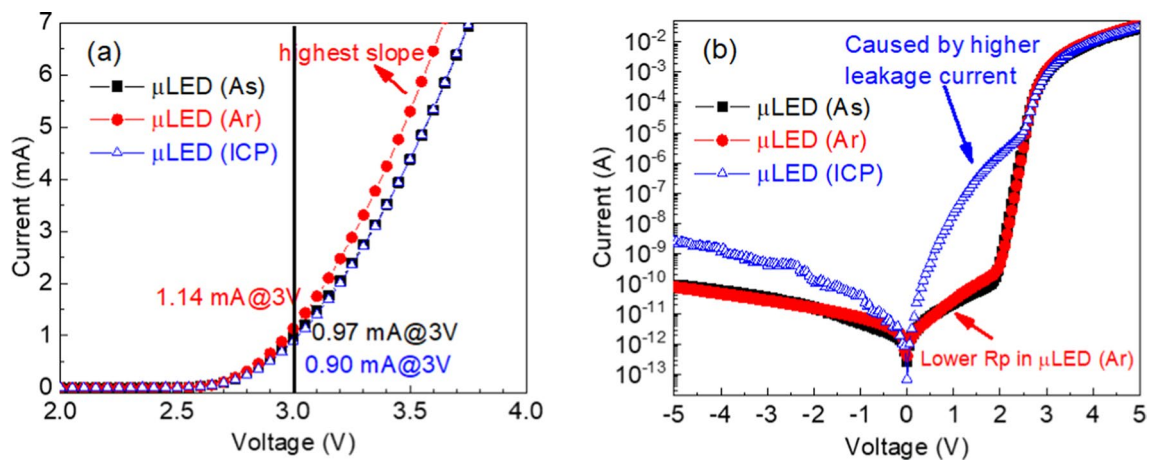 (a)
highest slope
μLED (As)
μLED (Ar)
μLED (ICP)
1.14 mA@3V
0.97 mA@3V
0.90 mA@3V
7
6
5
4
3
2
1
0
Current (mA)
2.0 2.5 3.0 3.5 4.0
Voltage (V)
(b)
Caused by higher
leakage current
μLED (As)
μLED (Ar)
μLED (ICP)
Lower Rp in μLED (Ar)
10⁻²
10⁻³
10⁻⁴
10⁻⁵
10⁻⁶
10⁻⁷
10⁻⁸
10⁻⁹
10⁻¹⁰
10⁻¹¹
10⁻¹²
10⁻¹³
Current (A)
-5 -4 -3 -2 -1 0 1 2 3 4 5
Voltage (V)